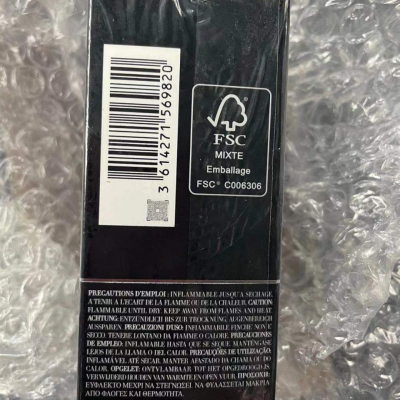 3 614271 569820
FSC
MIXTE
Emballage
FSC® C006306
PRECAUTIONS D'EMPLOI : INFLAMMABLE JUSQU'A SECHAGE
A TENIR A L'ECART DE LA FLAMME OU DE LA CHALEUR. CAUTION
FLAMMABLE UNTIL DRY. KEEP AWAY FROM FLAMES AND HEAT
ACHTUNG: ENTZÜNDLICH BIS ZUR TROCKNUNG. AUGENBEREICH
AUSSPAREN. PRECAUZIONI D'USO: INFIAMMABILE FINCHE' NON E'
SECCO. TENERE LONTANO DA FIAMME O CALORE. PRECAUCIONES
DE EMPLEO: INFLAMABLE HASTA QUE SE SEQUE. MANTÉNGASE
LEJOS DE LA LLAMA O DEL CALOR. PRECAUÇÕES DE UTILIZAÇÃO:
INFLAMÁVEL ATÉ SECAR. MANTER AFASTADO DA CHAMA OU DO
CALOR. OPGELET: ONTVLAMBAAR TOT HET OPGEDROOGD IS.
VERWIJDERD HOUDEN VAN WARMTE EN OPEN VUUR. ΠΡΟΣΟΧΗ:
ΕΥΦΛΕΚΤΟ ΜΕΧΡΙ ΝΑ ΣΤΕΓΝΩΣΕΙ ΝΑ ΦΥΛΑΣΣΕΤΑΙ ΜΑΚΡΙΑ
ΑΠΟ ΦΛΟΓΕΣ ΚΑΙ ΘΕΡΜΟΤΗΤΑ.